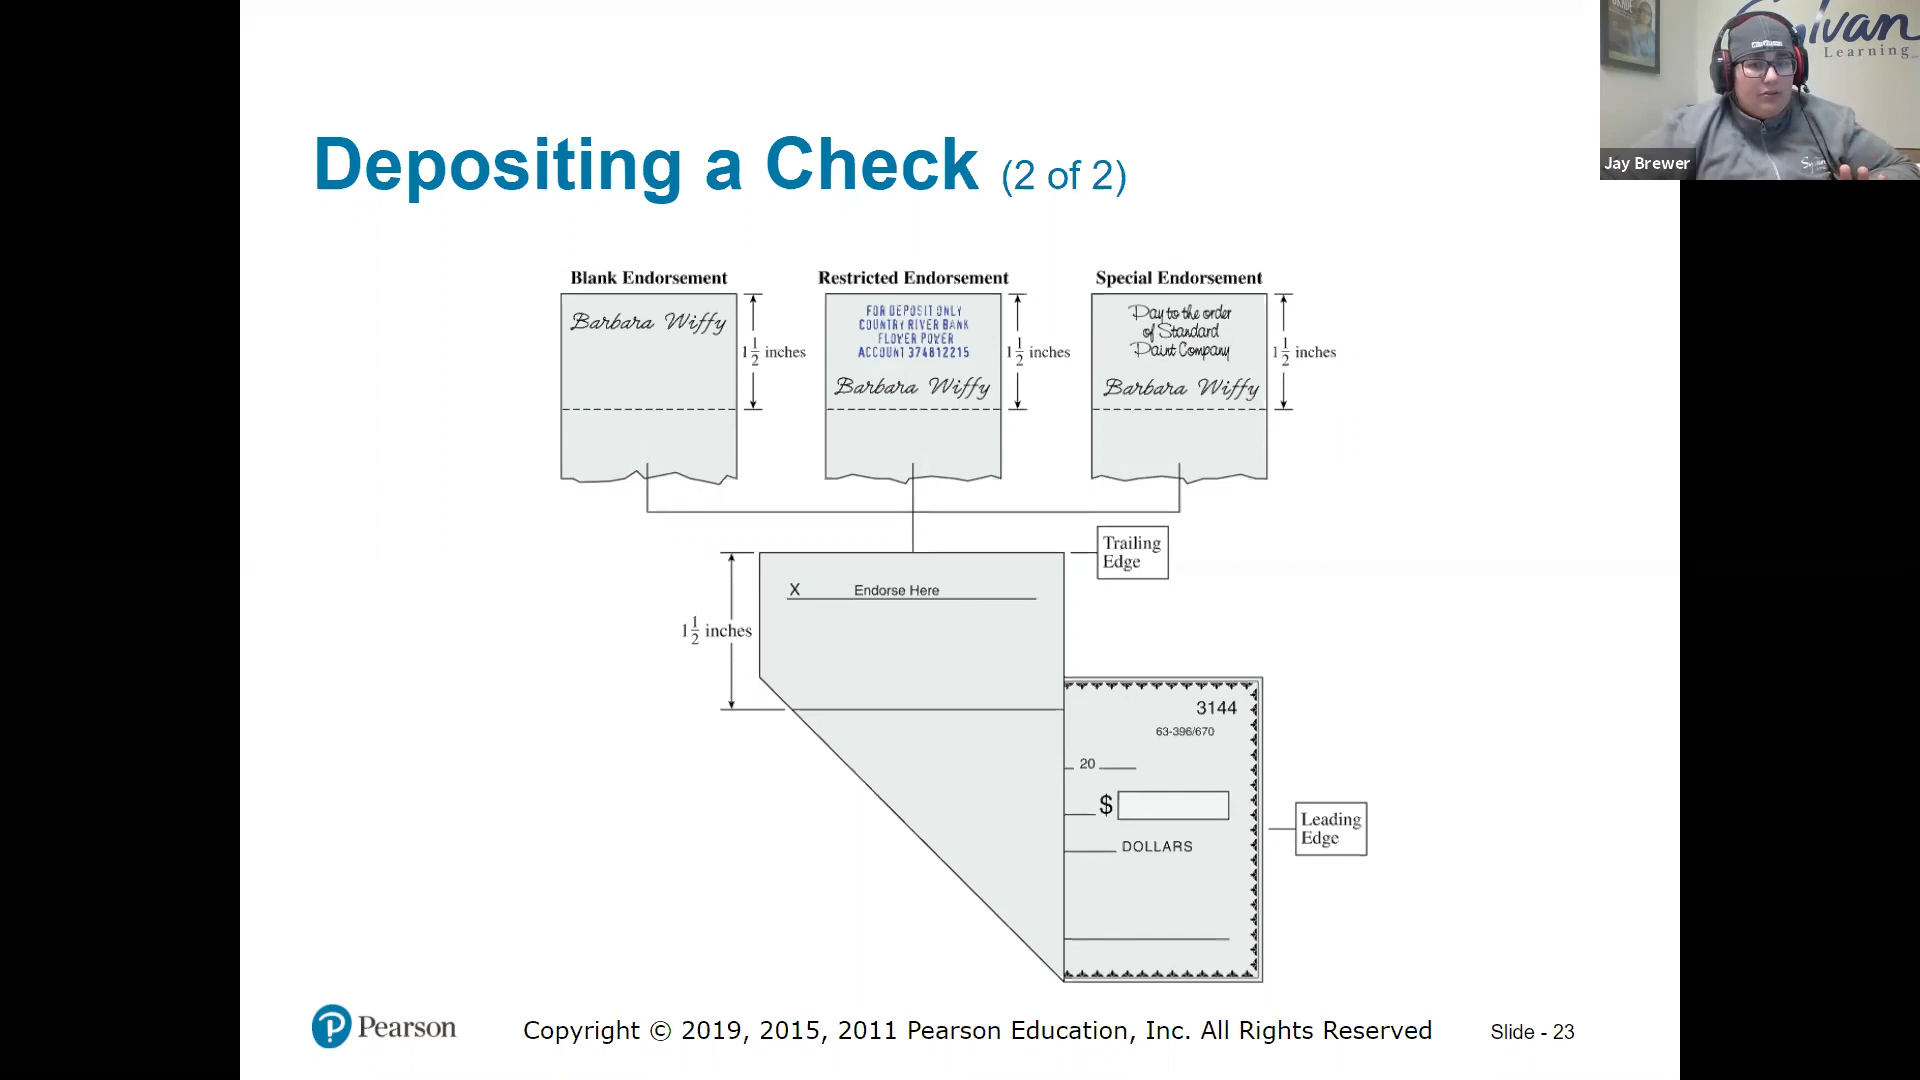 Depositing a Check (2 of 2)
Sylvan
Learning
Jay Brewer
Blank Endorsement
Barbara Wiffy
1 1/2 inches
Restricted Endorsement
FOR DEPOSIT ONLY
COUNTRY RIVER BANK
FLOWER POWER
ACCOUNT 374812215
Barbara Wiffy
1 1/2 inches
Special Endorsement
Pay to the order
of Standard
Paint Company
Barbara Wiffy
1 1/2 inches
Trailing
Edge
X Endorse Here
1 1/2 inches
3144
63-396/670
20
$
DOLLARS
Leading
Edge
Pearson
Copyright © 2019, 2015, 2011 Pearson Education, Inc. All Rights Reserved
Slide - 23